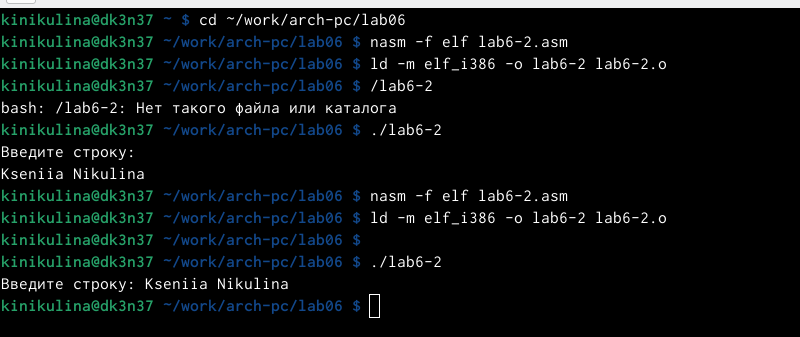 kinikulina@dk3n37 ~ $ cd ~/work/arch-pc/lab06
kinikulina@dk3n37 ~/work/arch-pc/lab06 $ nasm -f elf lab6-2.asm
kinikulina@dk3n37 ~/work/arch-pc/lab06 $ ld -m elf_i386 -o lab6-2 lab6-2.o
kinikulina@dk3n37 ~/work/arch-pc/lab06 $ /lab6-2
bash: /lab6-2: Нет такого файла или каталога
kinikulina@dk3n37 ~/work/arch-pc/lab06 $ ./lab6-2
Введите строку:
Kseniia Nikulina
kinikulina@dk3n37 ~/work/arch-pc/lab06 $ nasm -f elf lab6-2.asm
kinikulina@dk3n37 ~/work/arch-pc/lab06 $ ld -m elf_i386 -o lab6-2 lab6-2.o
kinikulina@dk3n37 ~/work/arch-pc/lab06 $
kinikulina@dk3n37 ~/work/arch-pc/lab06 $ ./lab6-2
Введите строку: Kseniia Nikulina
kinikulina@dk3n37 ~/work/arch-pc/lab06 $